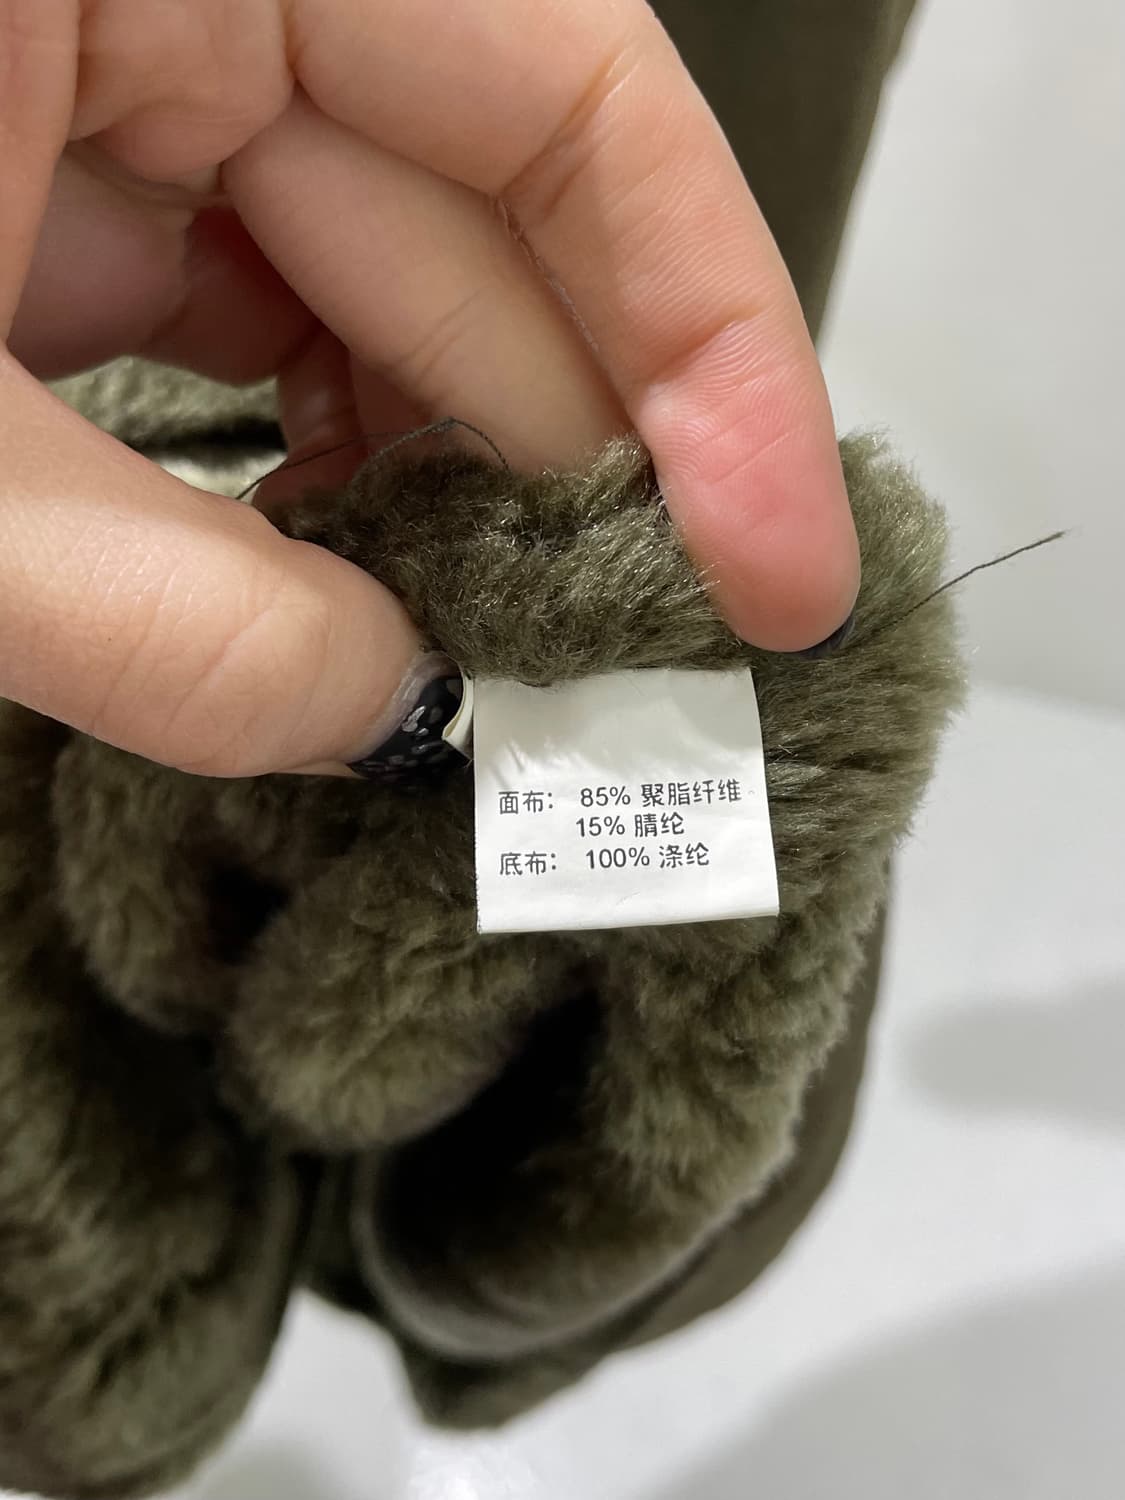 面布： 85% 聚脂纤维
15% 腈纶
底布： 100% 涤纶